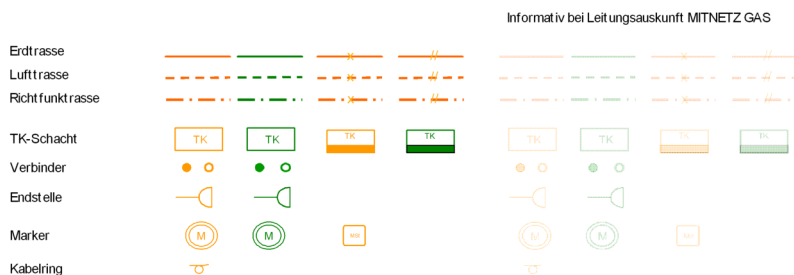 Informativ bei Leitungsauskunft MITNETZ GAS
Erdtrasse
Lufttrasse
Richtfunktrasse
TK-Schacht TK TK TK TK TK TK TK TK
Verbinder
Endstelle
Marker M M M M
Kabelring